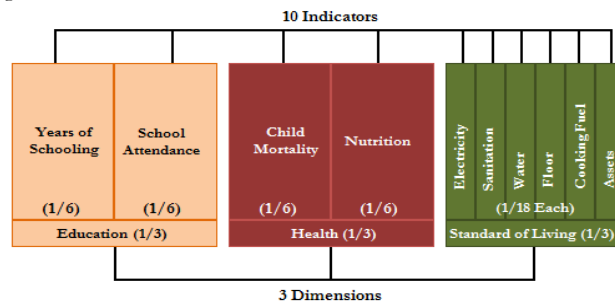 10 Indicators
Years of
Schooling
(1/6)
School
Attendance
(1/6)
Education (1/3)
Child
Mortality
(1/6)
Nutrition
(1/6)
Health (1/3)
Electricity
Sanitation
Water
Floor
Cooking Fuel
Assets
(1/18 Each)
Standard of Living (1/3)
3 Dimensions